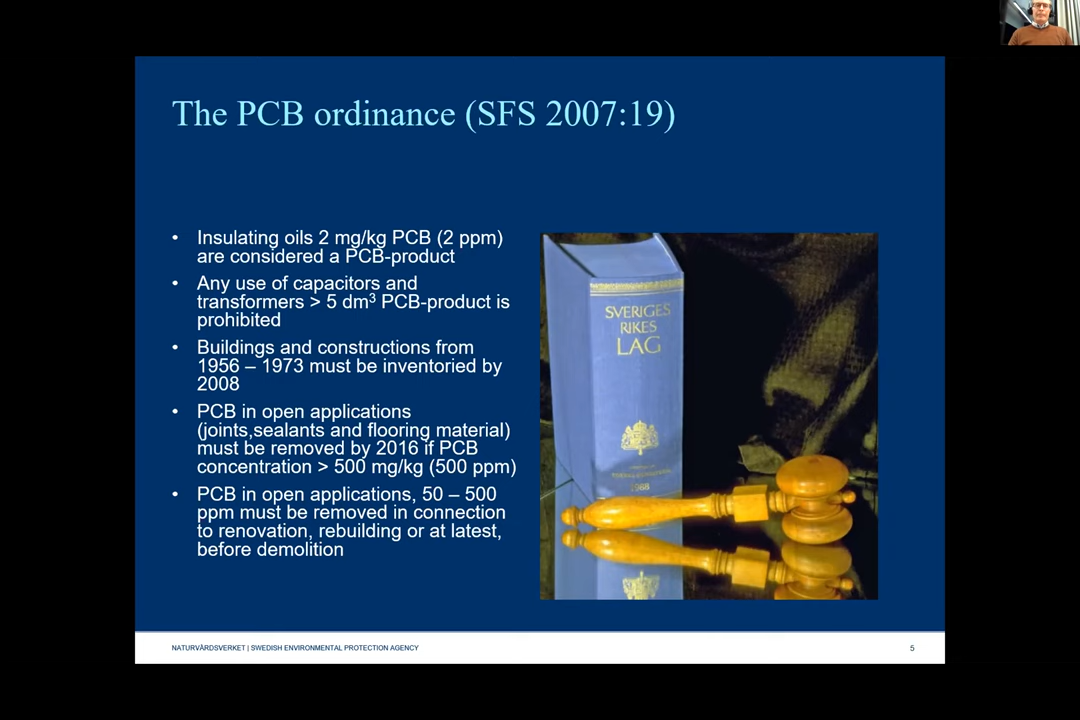 The PCB ordinance (SFS 2007:19)
• Insulating oils 2 mg/kg PCB (2 ppm)
are considered a PCB-product
• Any use of capacitors and
transformers > 5 dm³ PCB-product is
prohibited
• Buildings and constructions from
1956 – 1973 must be inventoried by
2008
• PCB in open applications
(joints,sealants and flooring material)
must be removed by 2016 if PCB
concentration > 500 mg/kg (500 ppm)
• PCB in open applications, 50 – 500
ppm must be removed in connection
to renovation, rebuilding or at latest,
before demolition
SVERIGES
RIKES
LAG
1988
NATURVÅRDSVERKET | SWEDISH ENVIRONMENTAL PROTECTION AGENCY
5